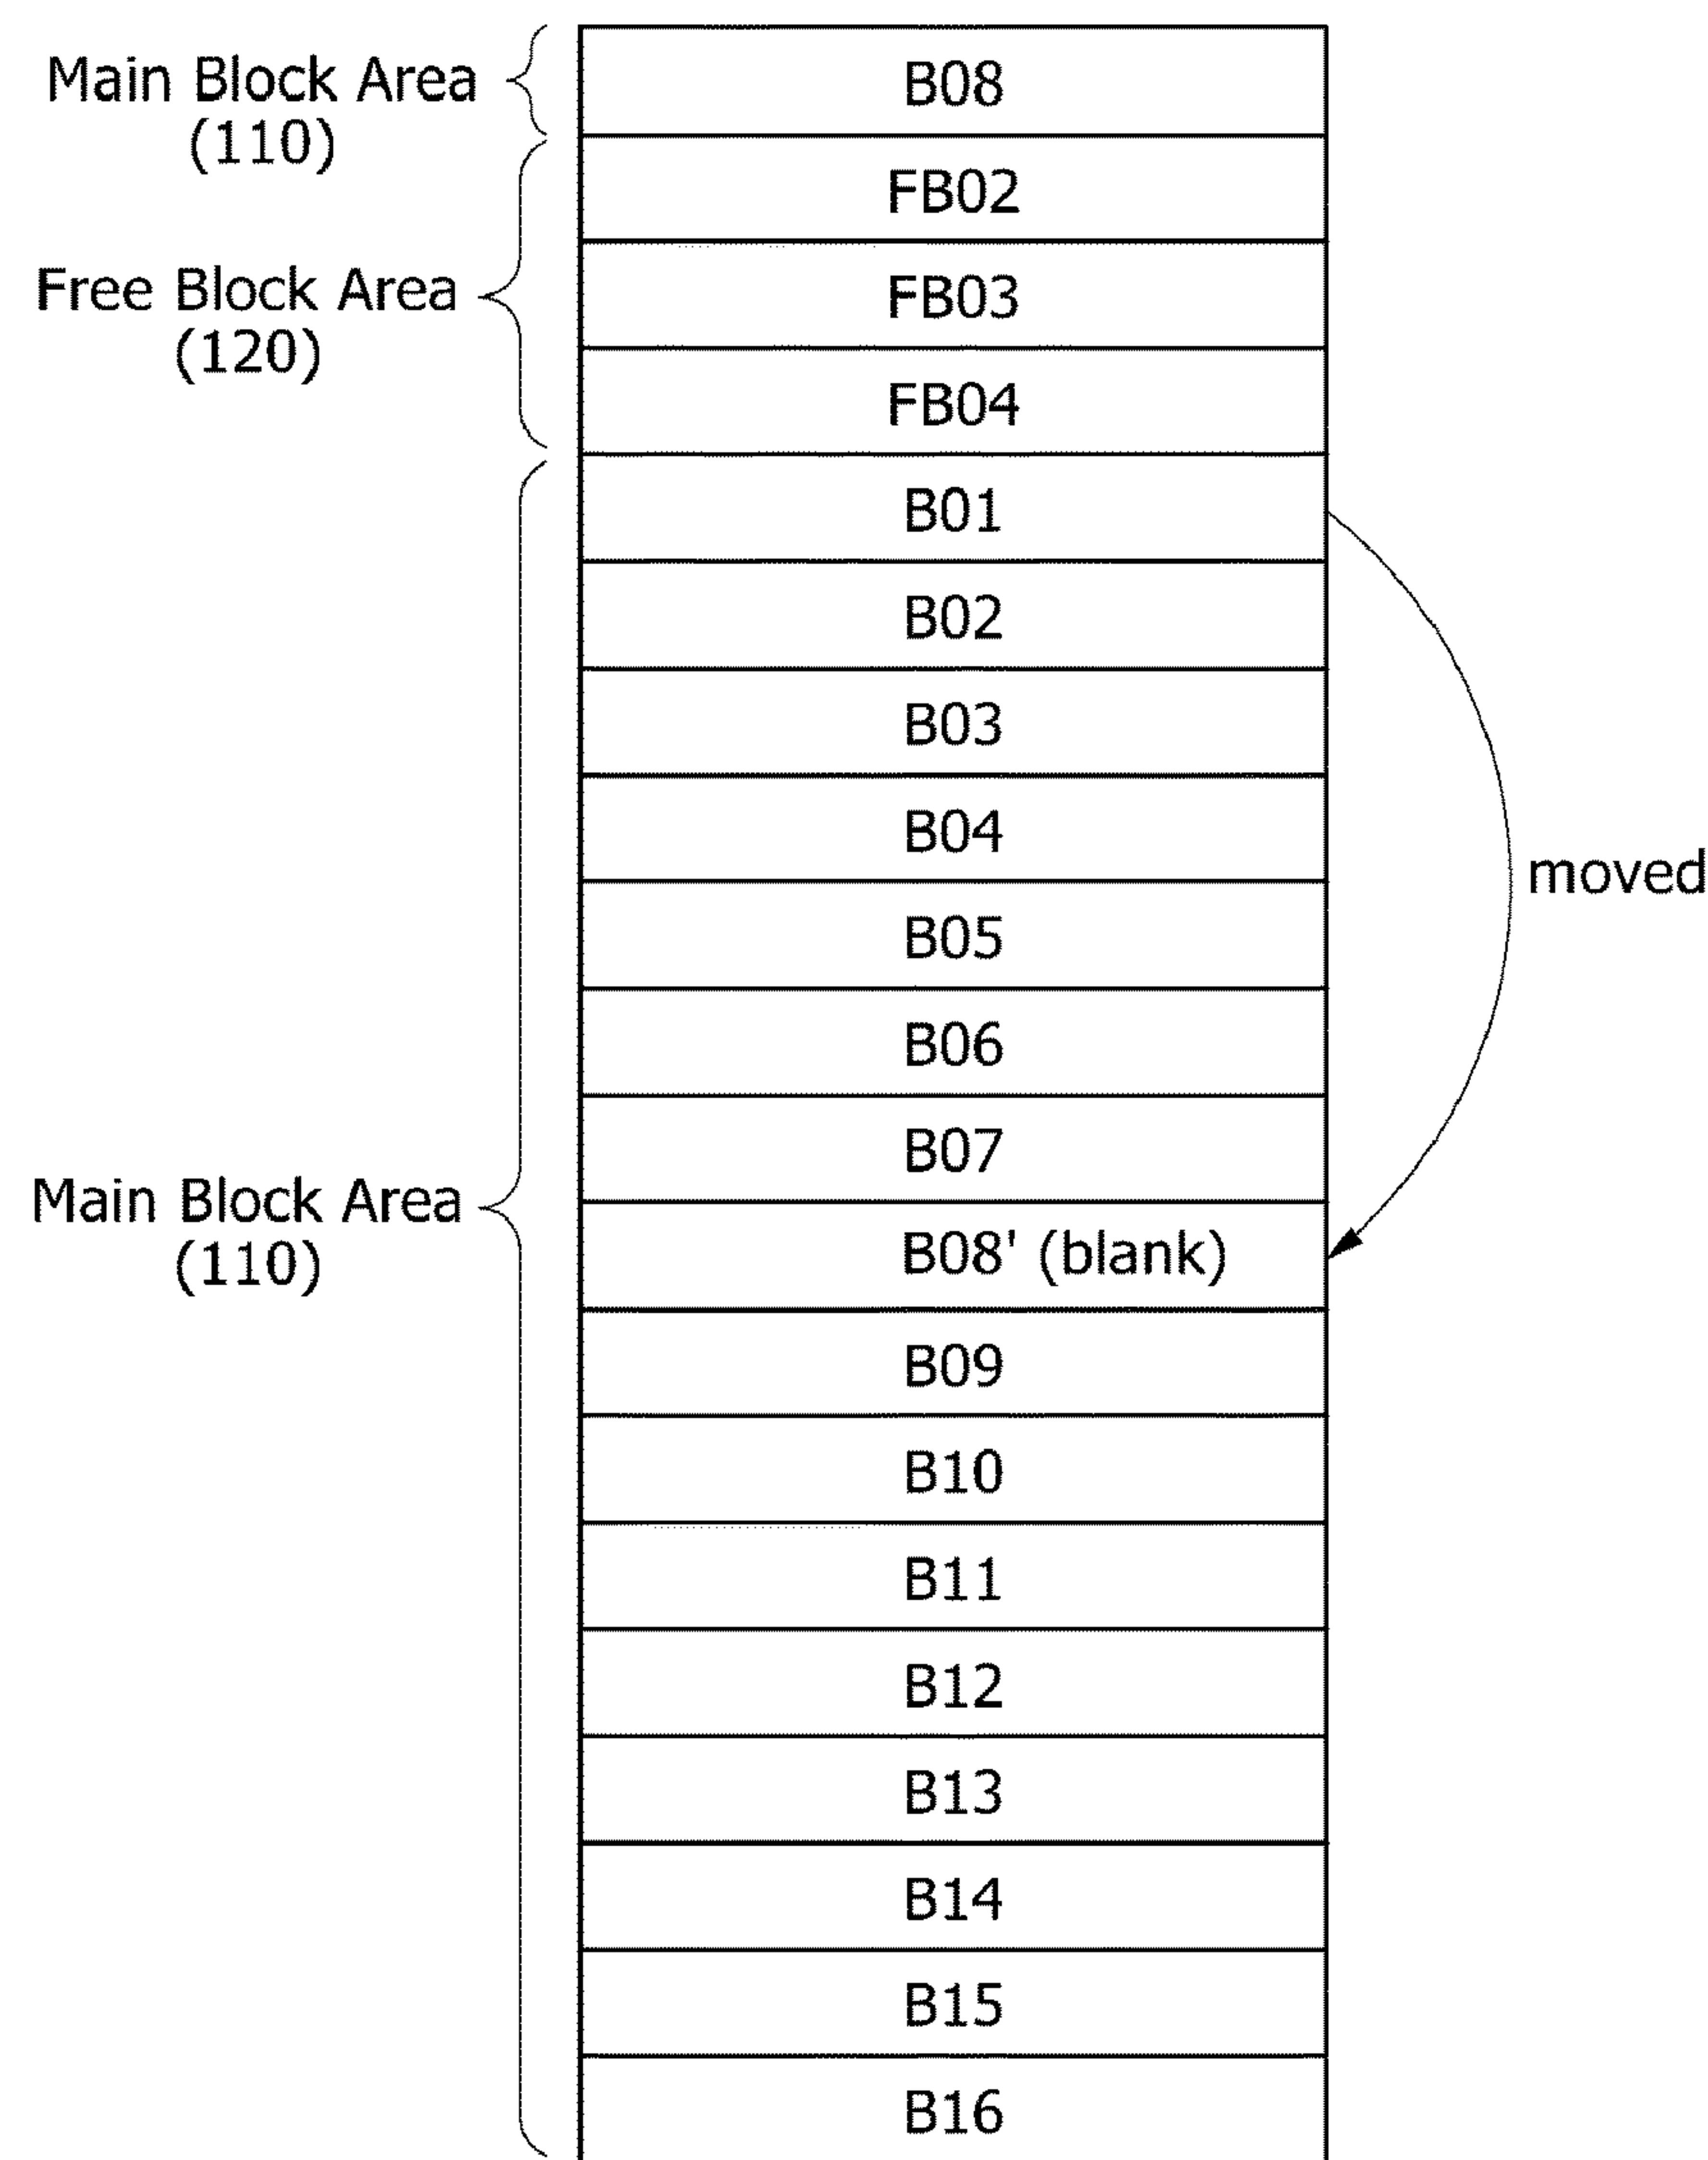 Main Block Area
(110)
B08
FB02
Free Block Area
(120)
FB03
FB04
B01
B02
B03
B04
moved
B05
B06
B07
Main Block Area
(110)
B08' (blank)
B09
B10
B11
B12
B13
B14
B15
B16